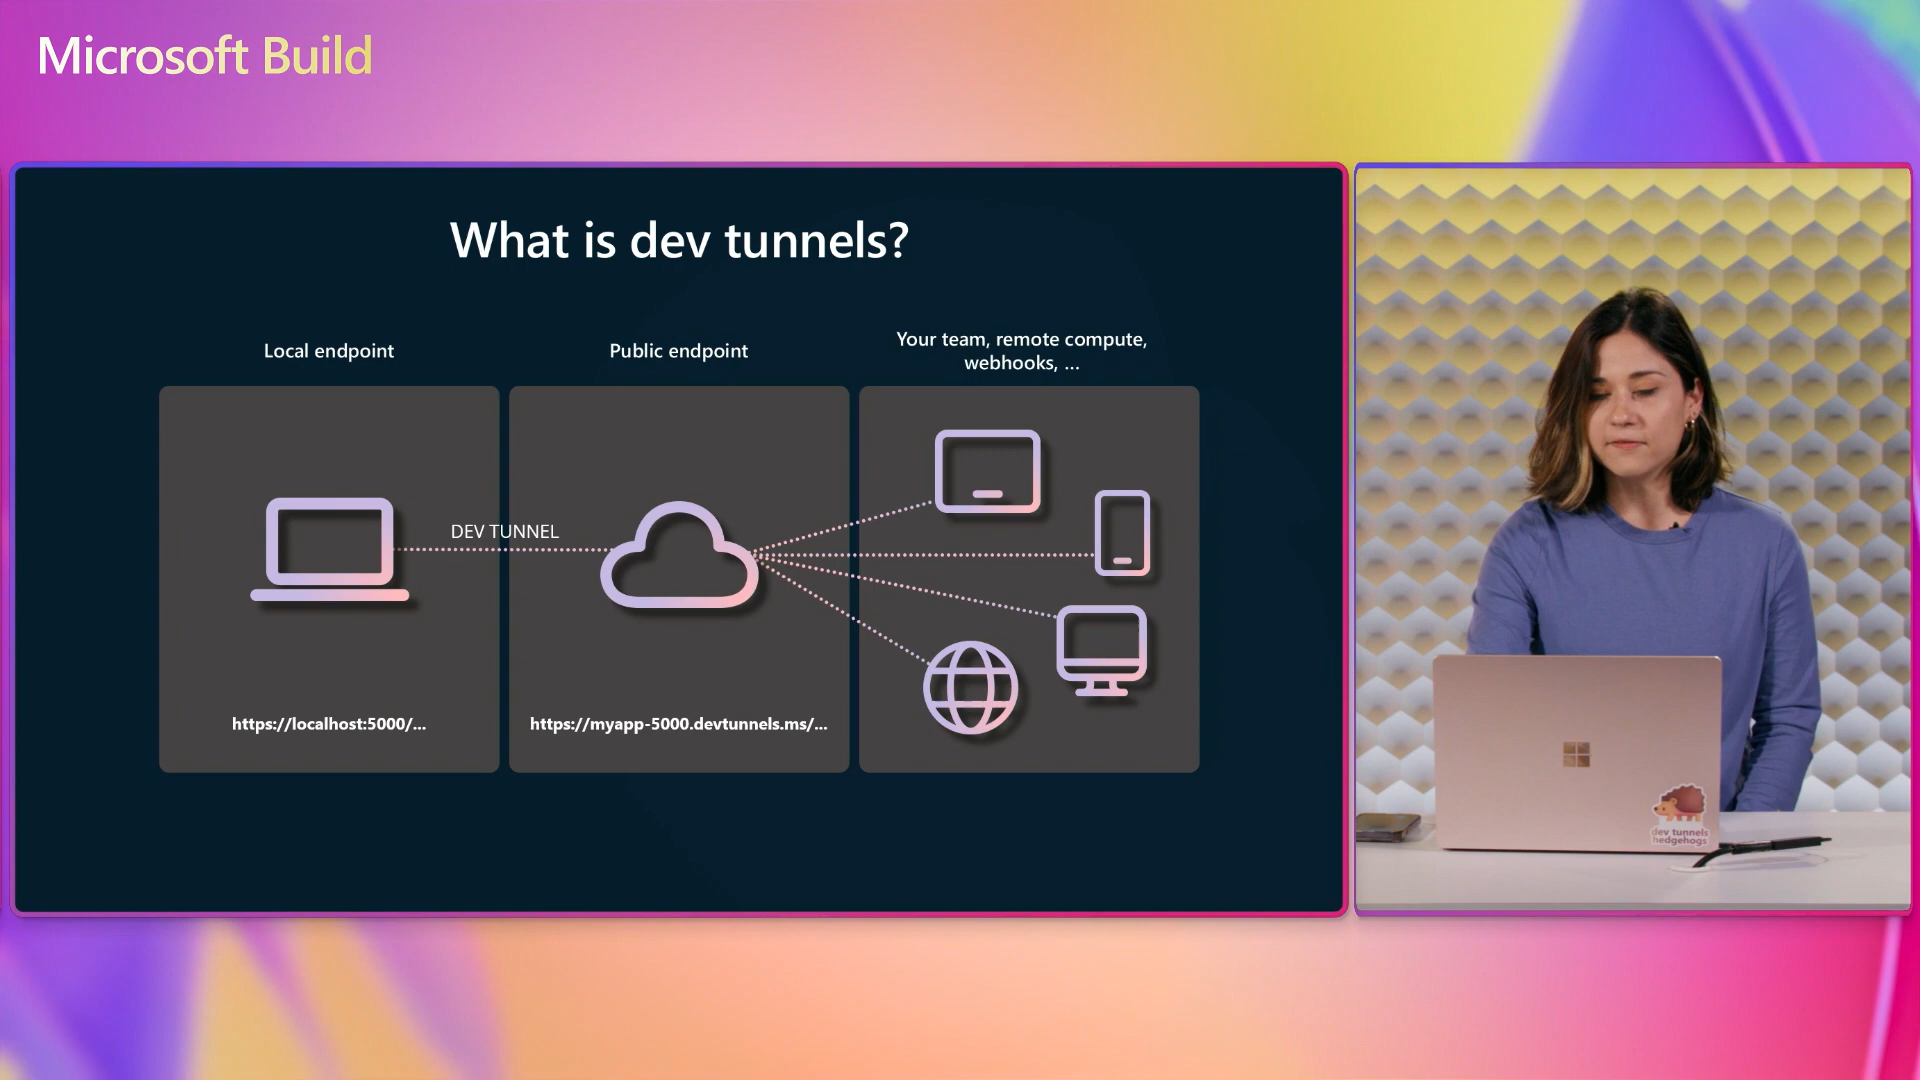 Microsoft Build
What is dev tunnels?
Local endpoint
Public endpoint
Your team, remote compute,
webhooks, ...
DEV TUNNEL
https://localhost:5000/...
https://myapp-5000.devtunnels.ms/...
dev tunnels
hedgehogs